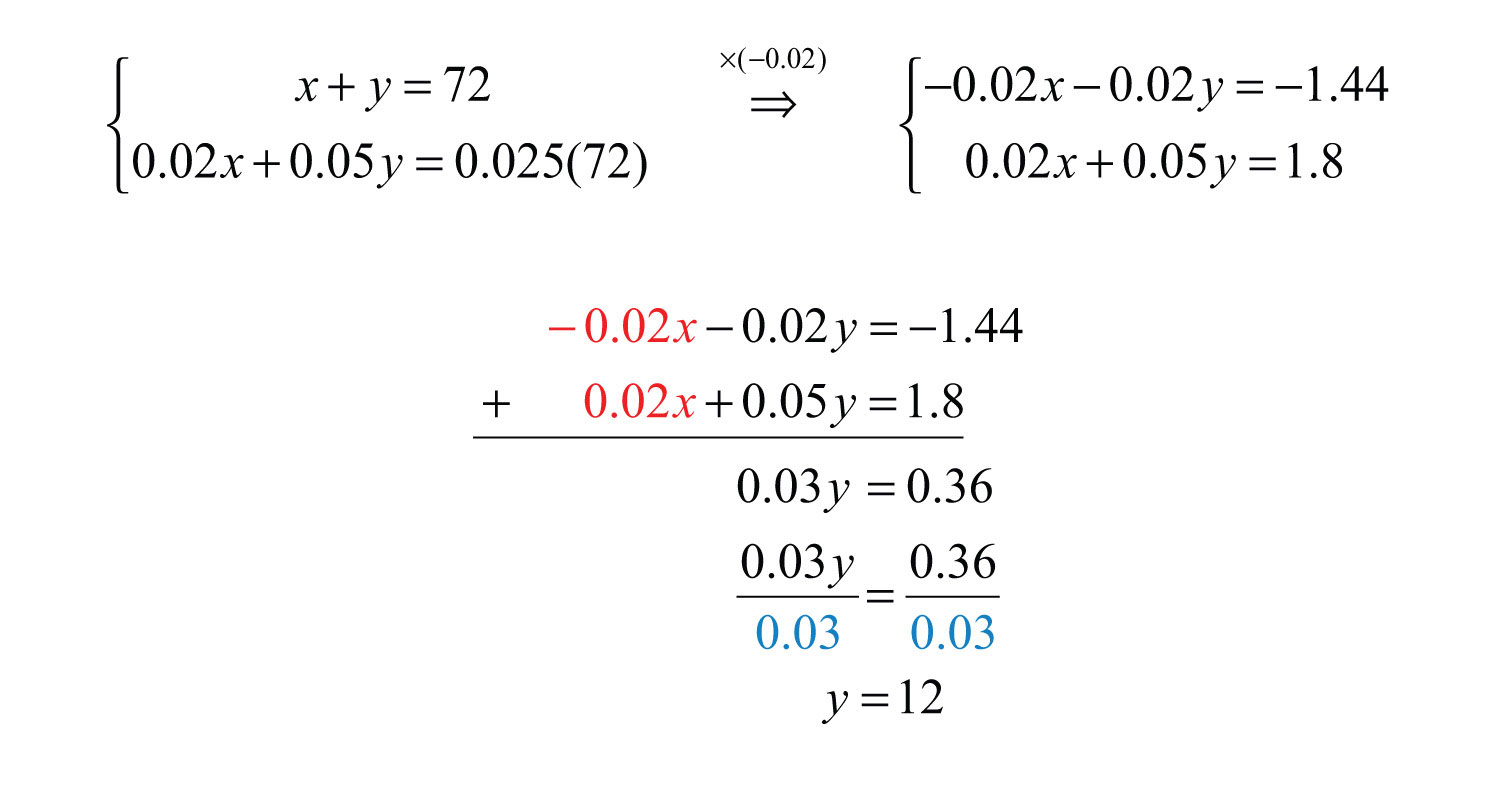 x + y = 72 ×(−0.02) ⇒ −0.02x − 0.02y = −1.44
0.02x + 0.05y = 0.025(72) 0.02x + 0.05y = 1.8
−0.02x − 0.02y = −1.44
+ 0.02x + 0.05y = 1.8
0.03y = 0.36
0.03y = 0.36
0.03 0.03
y = 12